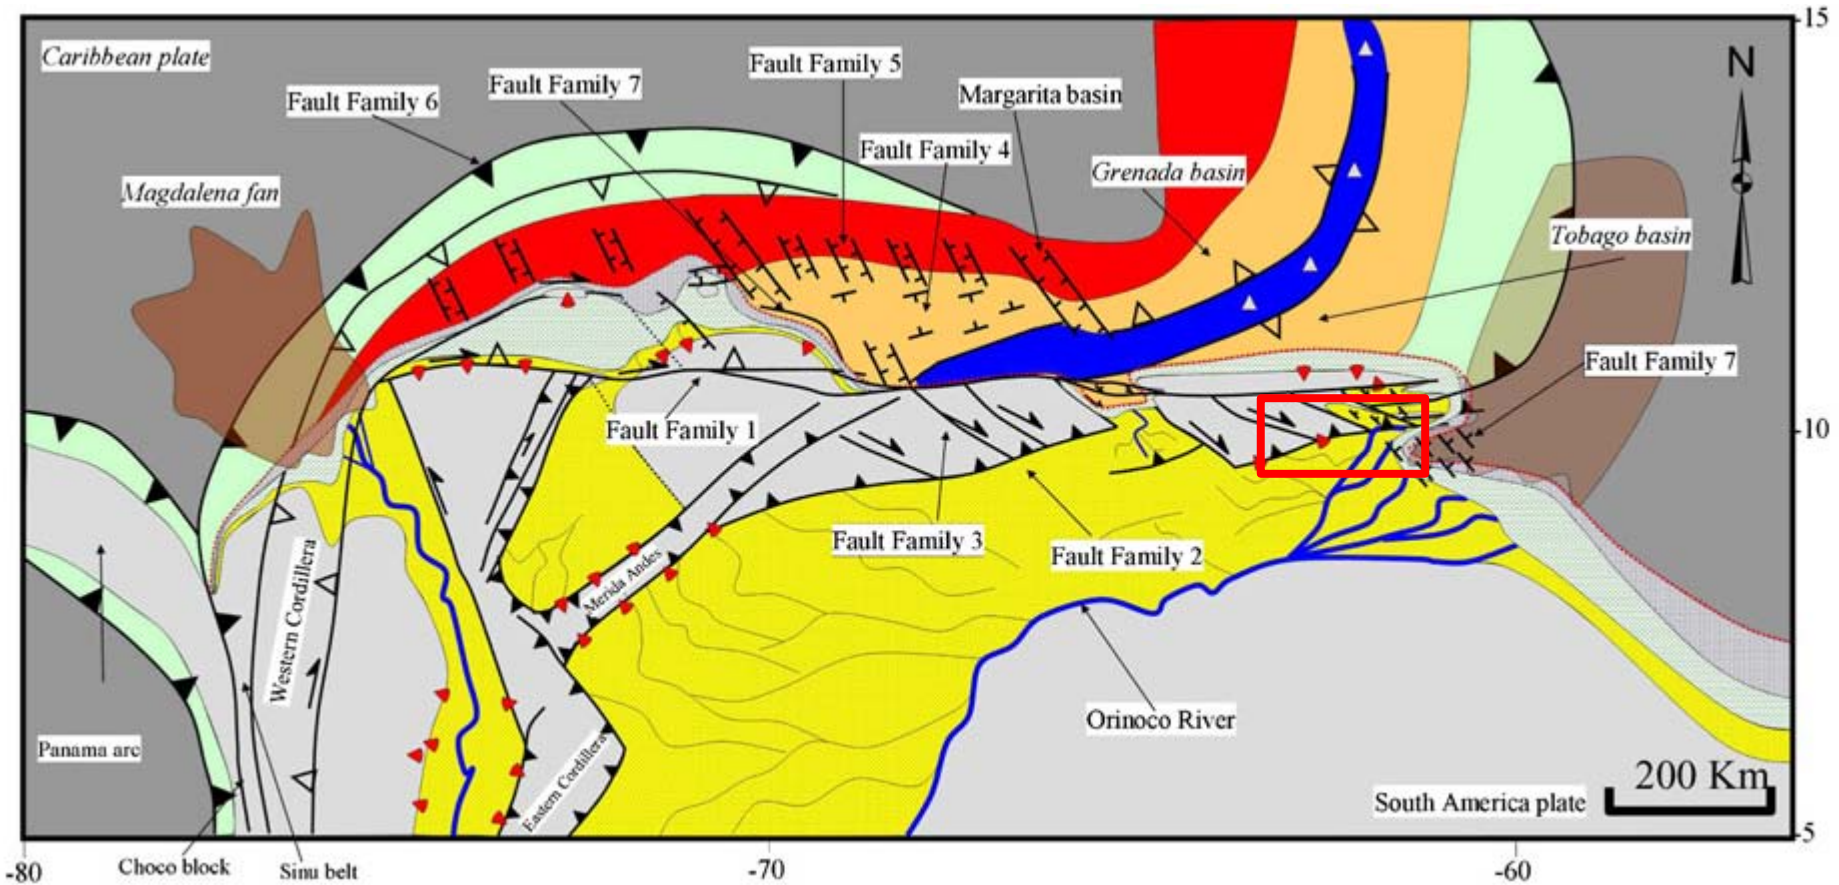 15
Caribbean plate
N
Fault Family 5
Fault Family 7
Fault Family 6
Margarita basin
Fault Family 4
Grenada basin
Magdalena fan
Tobago basin
Fault Family 7
Fault Family 1
10
Fault Family 3
Fault Family 2
Merida Andes
Western Cordillera
Orinoco River
Panama arc
Eastern Cordillera
200 Km
South America plate
5
Choco block
Sinu belt
-80
-70
-60